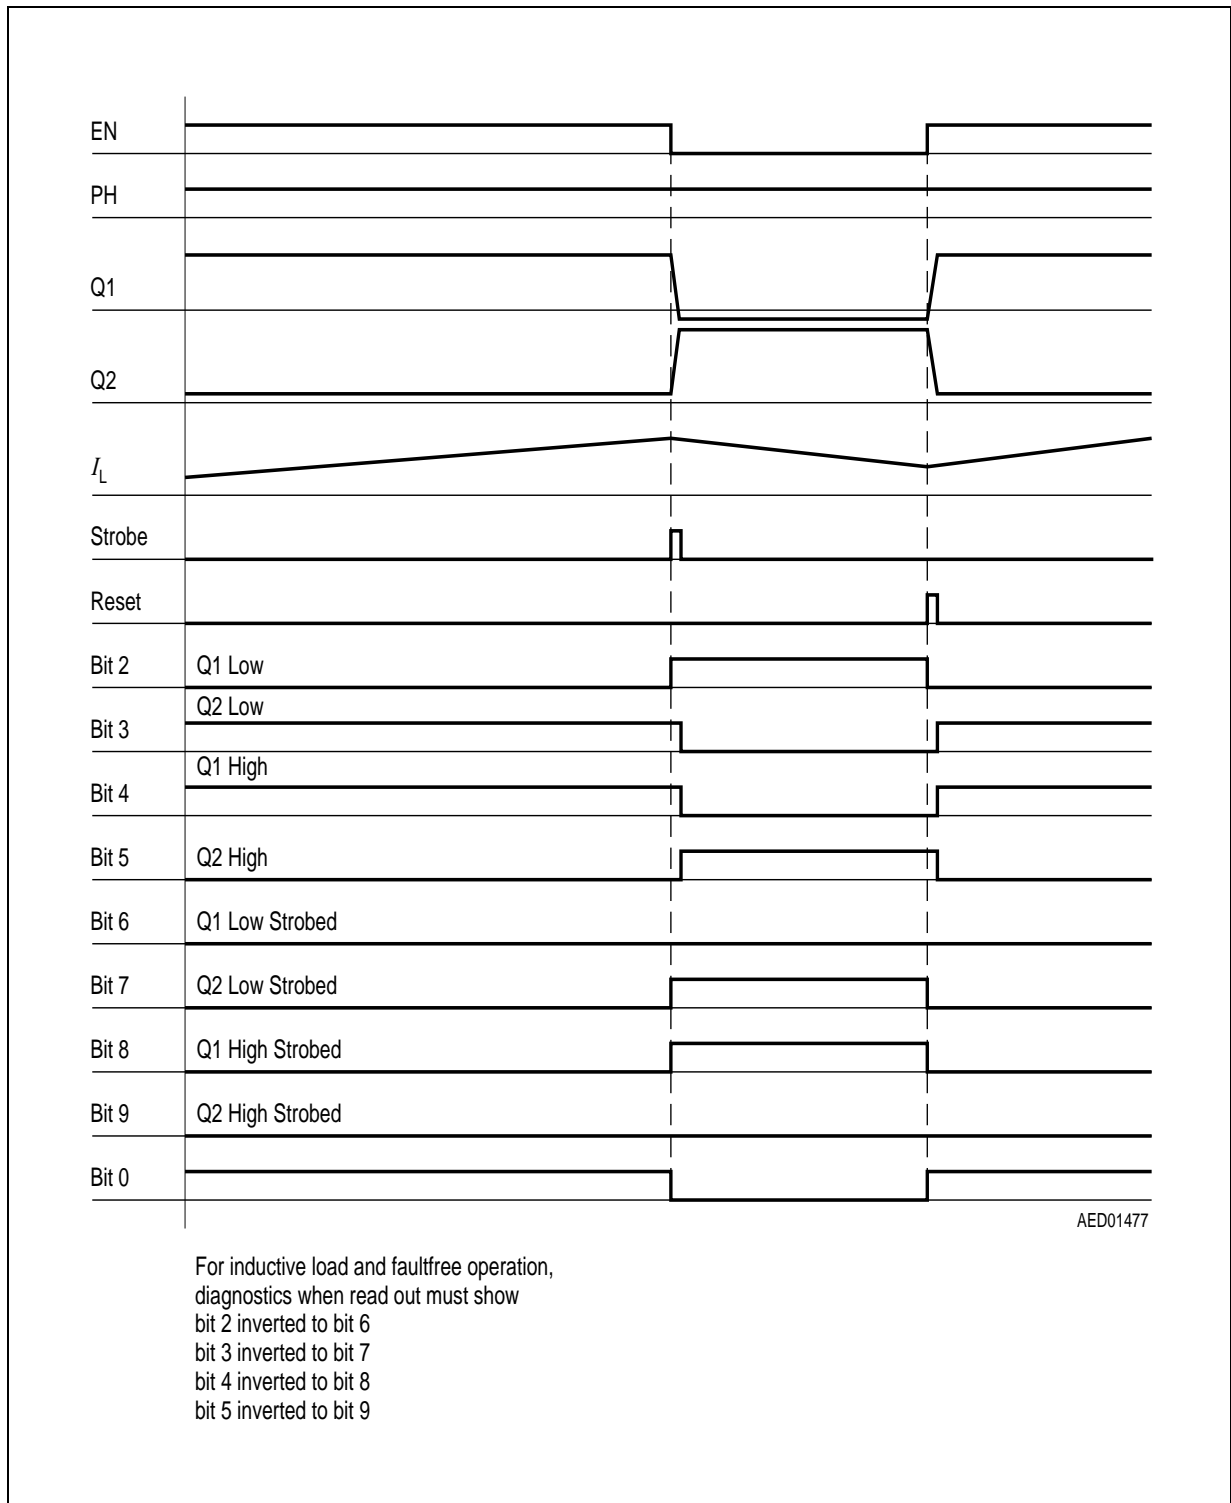 EN
PH
Q1
Q2
IL
Strobe
Reset
Bit 2 Q1 Low
Q2 Low
Bit 3
Q1 High
Bit 4
Bit 5 Q2 High
Bit 6 Q1 Low Strobed
Bit 7 Q2 Low Strobed
Bit 8 Q1 High Strobed
Bit 9 Q2 High Strobed
Bit 0
AED01477
For inductive load and faultfree operation,
diagnostics when read out must show
bit 2 inverted to bit 6
bit 3 inverted to bit 7
bit 4 inverted to bit 8
bit 5 inverted to bit 9